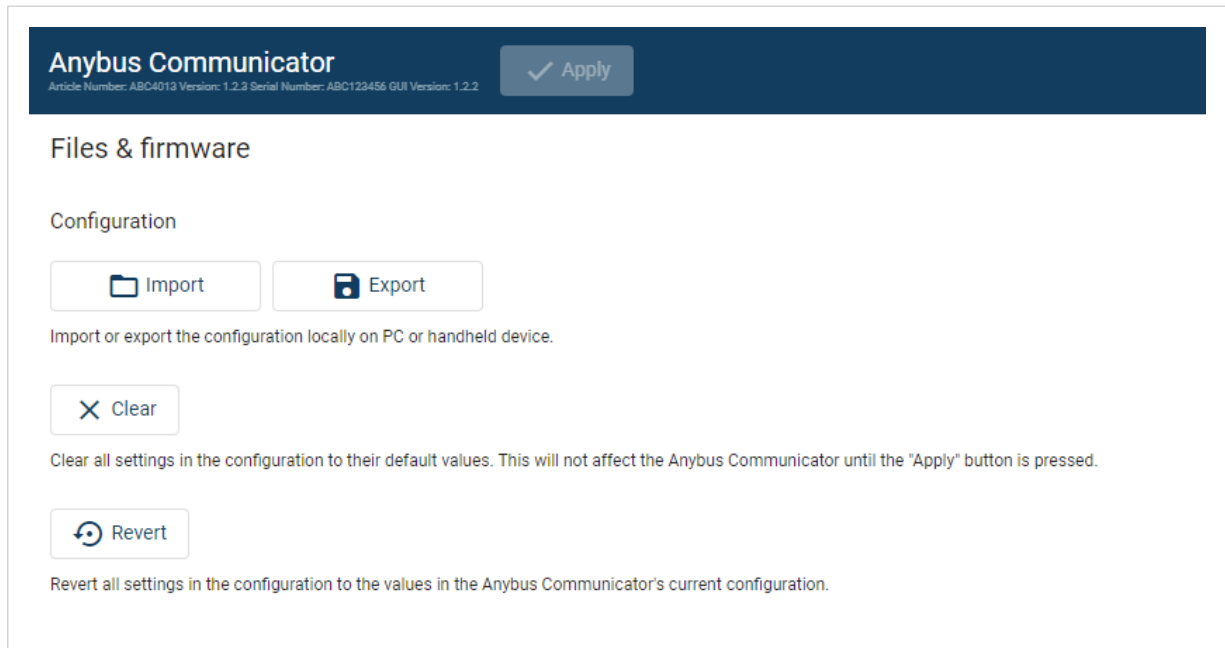 Anybus Communicator
Apply
Article Number: ABC4013 Version: 1.2.3 Serial Number: ABC123456 GUI Version: 1.2.2
Files & firmware
Configuration
Import
Export
Import or export the configuration locally on PC or handheld device.
Clear
Clear all settings in the configuration to their default values. This will not affect the Anybus Communicator until the "Apply" button is pressed.
Revert
Revert all settings in the configuration to the values in the Anybus Communicator's current configuration.